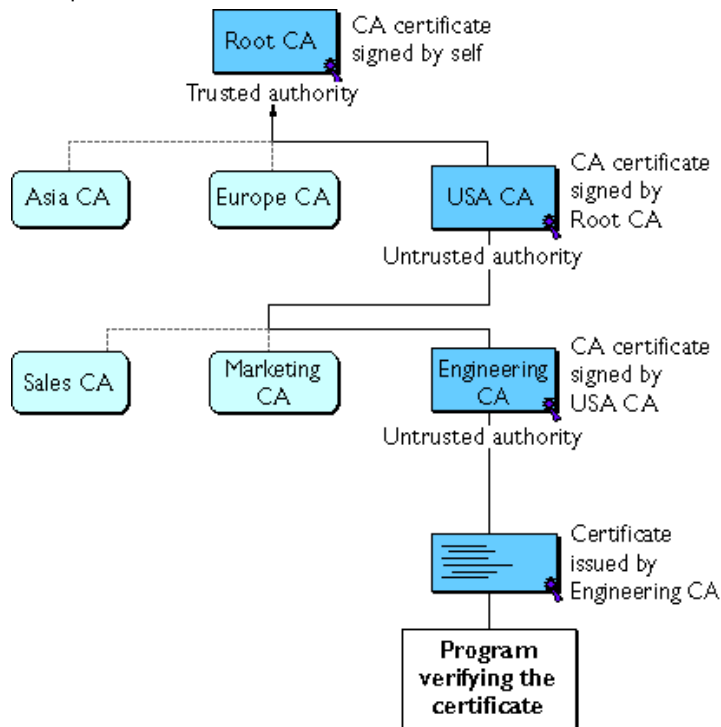 Root CA
CA certificate
signed by self
Trusted authority
Asia CA
Europe CA
USA CA
CA certificate
signed by
Root CA
Untrusted authority
Sales CA
Marketing
CA
Engineering
CA
CA certificate
signed by
USA CA
Untrusted authority
Certificate
issued by
Engineering CA
Program
verifying the
certificate